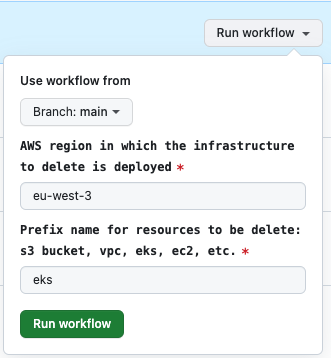 Run workflow
Use workflow from
Branch: main
AWS region in which the infrastructure
to delete is deployed *
eu-west-3
Prefix name for resources to be delete:
s3 bucket, vpc, eks, ec2, etc. *
eks
Run workflow